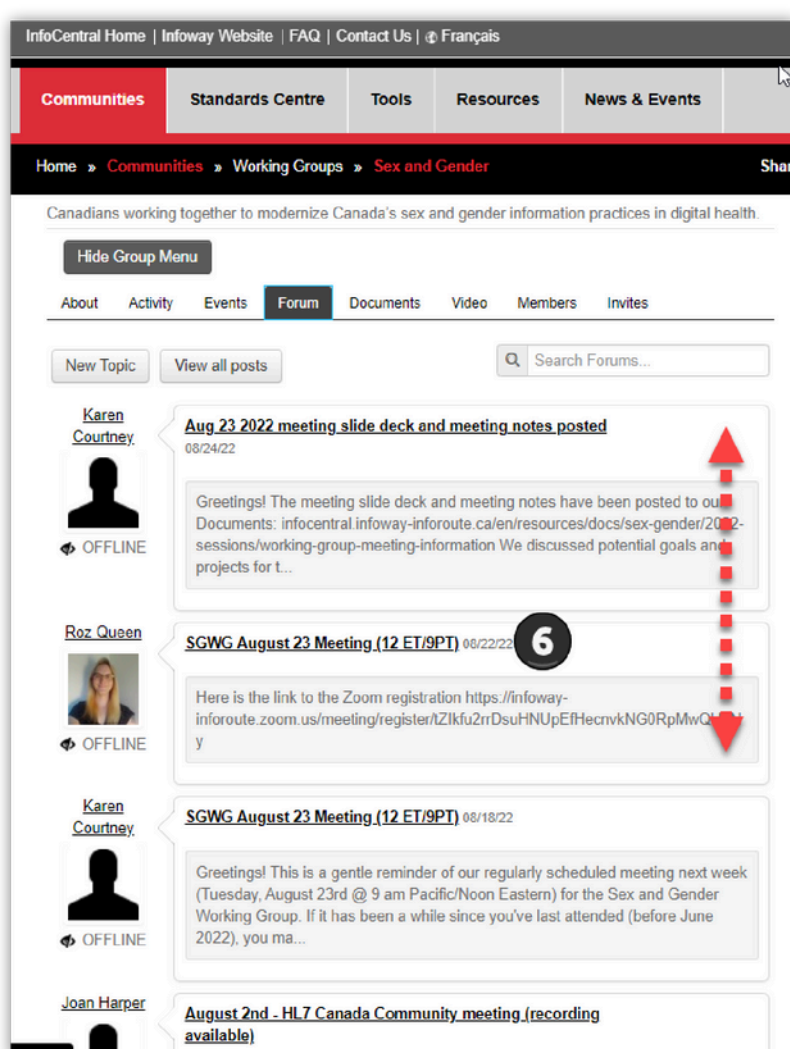 InfoCentral Home | Infoway Website | FAQ | Contact Us | Français
Communities Standards Centre Tools Resources News & Events
Home » Communities » Working Groups » Sex and Gender
Canadians working together to modernize Canada's sex and gender information practices in digital health.
Hide Group Menu
About Activity Events Forum Documents Video Members Invites
New Topic View all posts Search Forums...
Karen
Courtney
OFFLINE
Aug 23 2022 meeting slide deck and meeting notes posted
08/24/22
Greetings! The meeting slide deck and meeting notes have been posted to our
Documents: infocentral.infoway-inforoute.ca/en/resources/docs/sex-gender/2022-
sessions/working-group-meeting-information We discussed potential goals and
projects for t...
Roz Queen
OFFLINE
SGWG August 23 Meeting (12 ET/9PT) 08/22/22
6
Here is the link to the Zoom registration https://infoway-
inforoute.zoom.us/meeting/register/
y
Karen
Courtney
OFFLINE
SGWG August 23 Meeting (12 ET/9PT) 08/18/22
Greetings! This is a gentle reminder of our regularly scheduled meeting next week
(Tuesday, August 23rd @ 9 am Pacific/Noon Eastern) for the Sex and Gender
Working Group. If it has been a while since you've last attended (before June
2022), you ma...
Joan Harper
August 2nd - HL7 Canada Community meeting (recording
available)